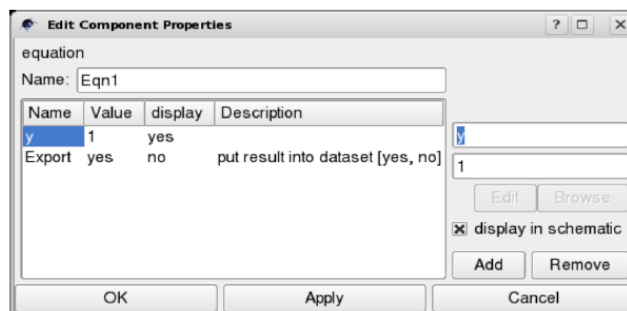 Edit Component Properties
equation
Name: Eqn1
Name Value display Description
y 1 yes
Export yes no put result into dataset [yes, no]
y
1
Edit Browse
display in schematic
Add Remove
OK Apply Cancel